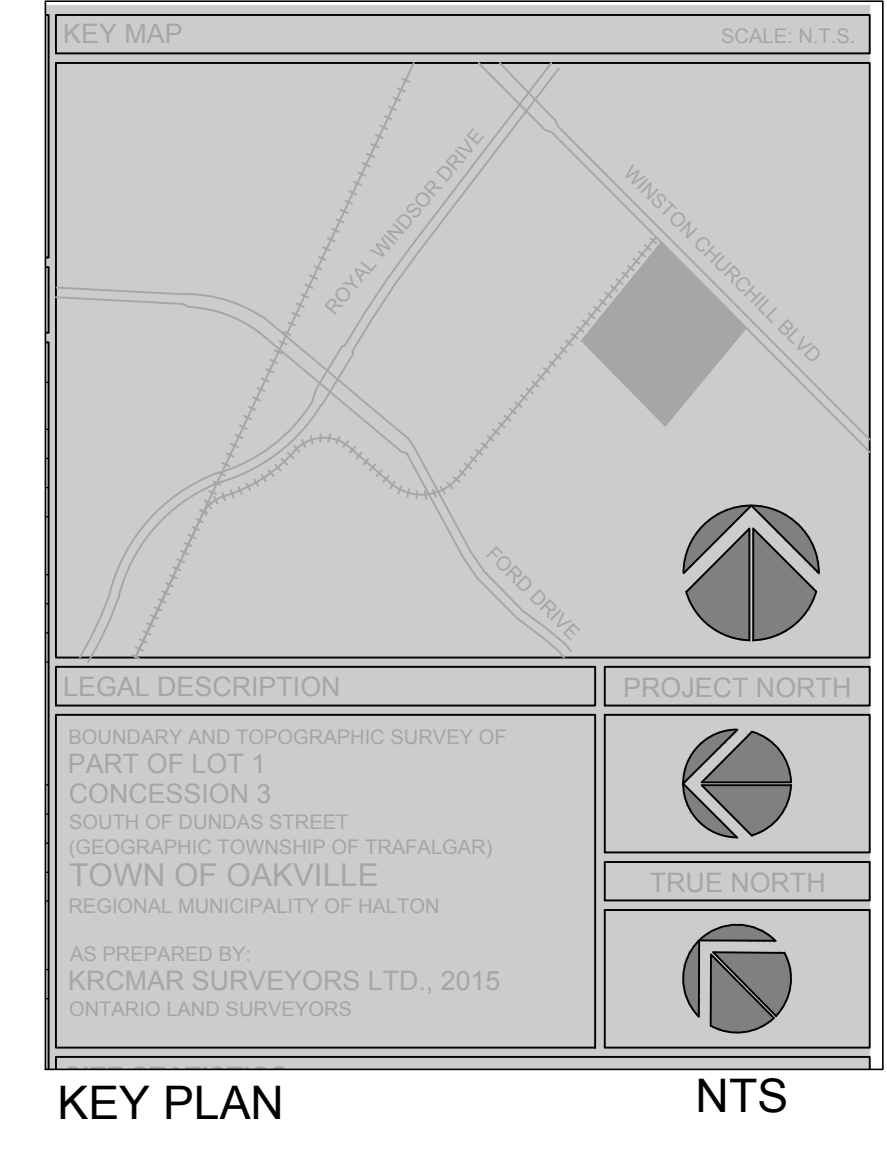 KEY MAP
SCALE: N.T.S.
ROYAL WINDSOR DRIVE
WINSTON CHURCHILL BLVD
FORD DRIVE
LEGAL DESCRIPTION
PROJECT NORTH
BOUNDARY AND TOPOGRAPHIC SURVEY OF
PART OF LOT 1
CONCESSION 3
SOUTH OF DUNDAS STREET
(GEOGRAPHIC TOWNSHIP OF TRAFALGAR)
TOWN OF OAKVILLE
REGIONAL MUNICIPALITY OF HALTON
AS PREPARED BY:
KRCMAR SURVEYORS LTD., 2015
ONTARIO LAND SURVEYORS
TRUE NORTH
SITE STATISTICS
KEY PLAN
NTS